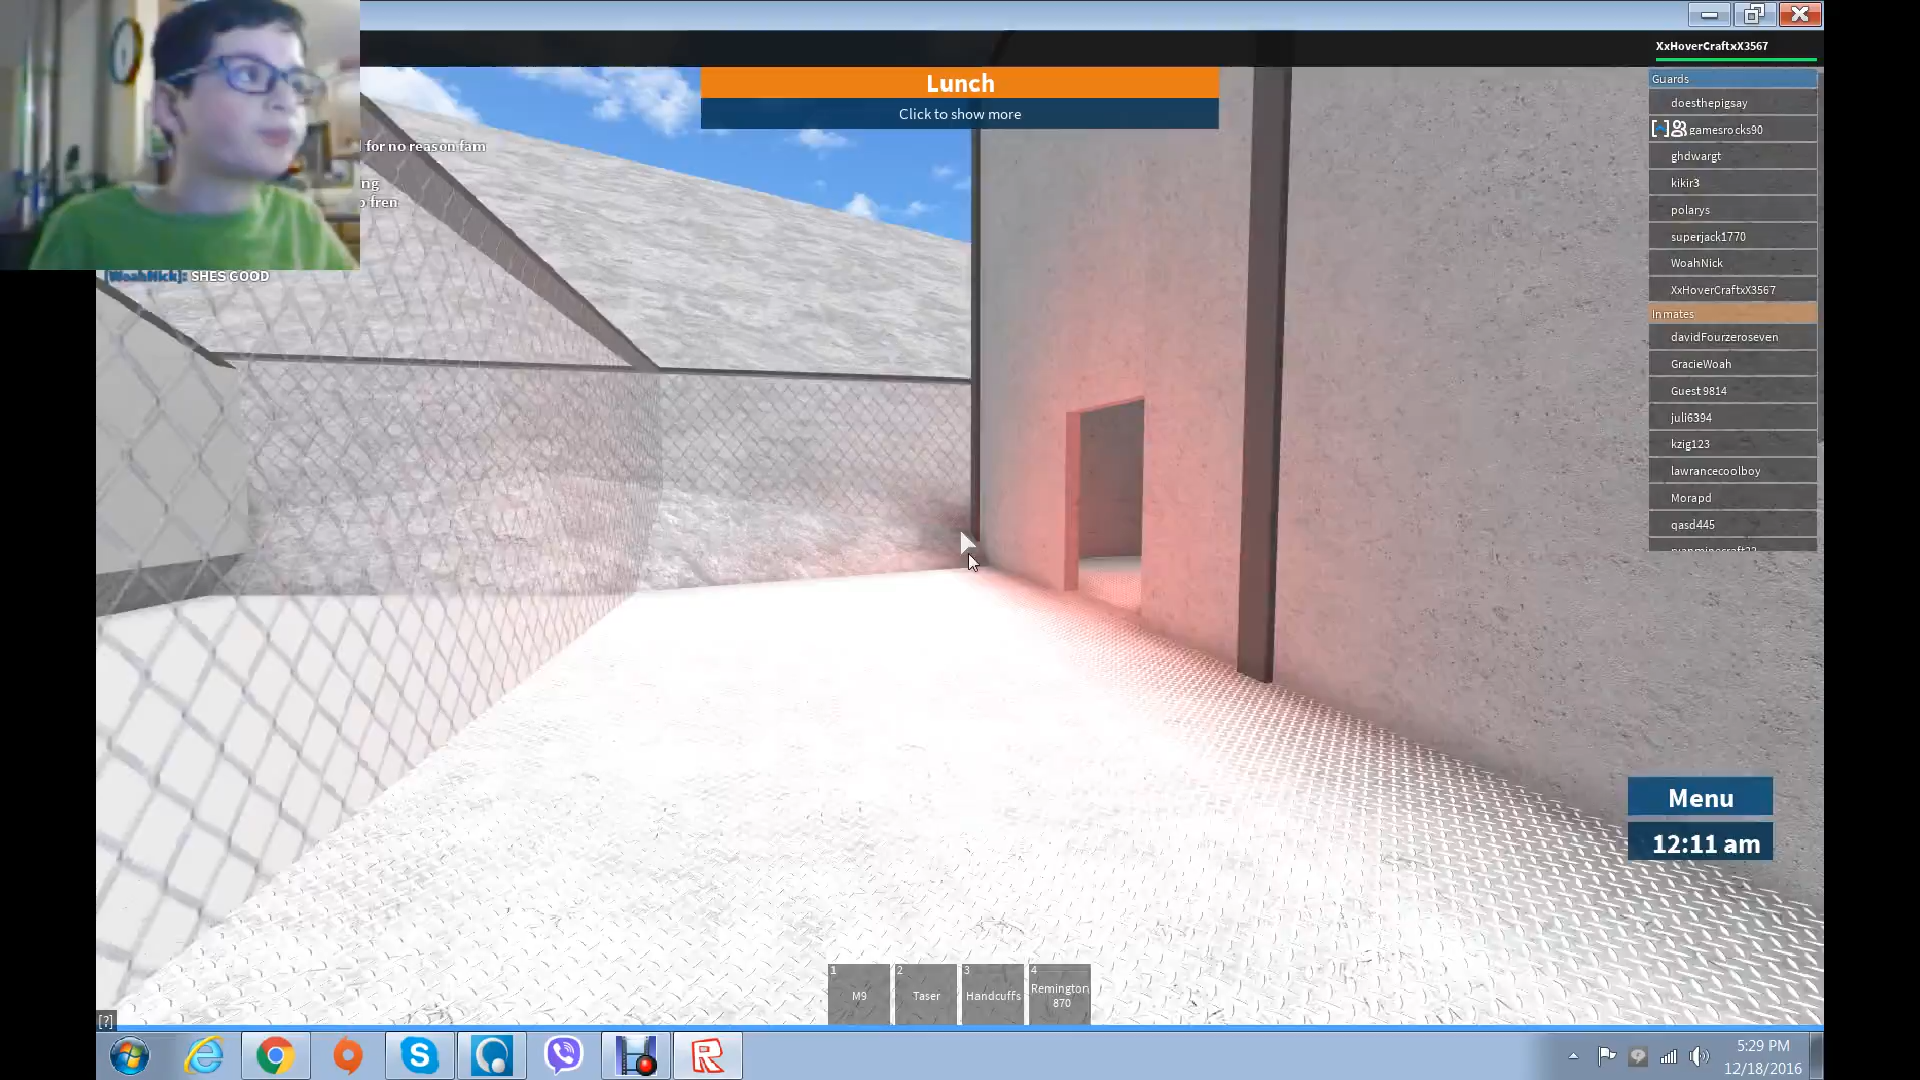 XxHoverCraftxX3567
Lunch
Click to show more
for no reason fam
ng
fren
[WoahNick]: SHES GOOD
Guards
doesthepigsay
gamesrocks90
ghdwargt
kikir3
polarys
superjack1770
WoahNick
XxHoverCraftxX3567
Inmates
davidFourzeroseven
GracieWoah
Guest 9814
juli6394
kzig123
lawrancecoolboy
Morapd
qasd445
Menu
12:11 am
1
M9
2
Taser
3
Handcuffs
4
Remington
870
[?]
5:29 PM
12/18/2016